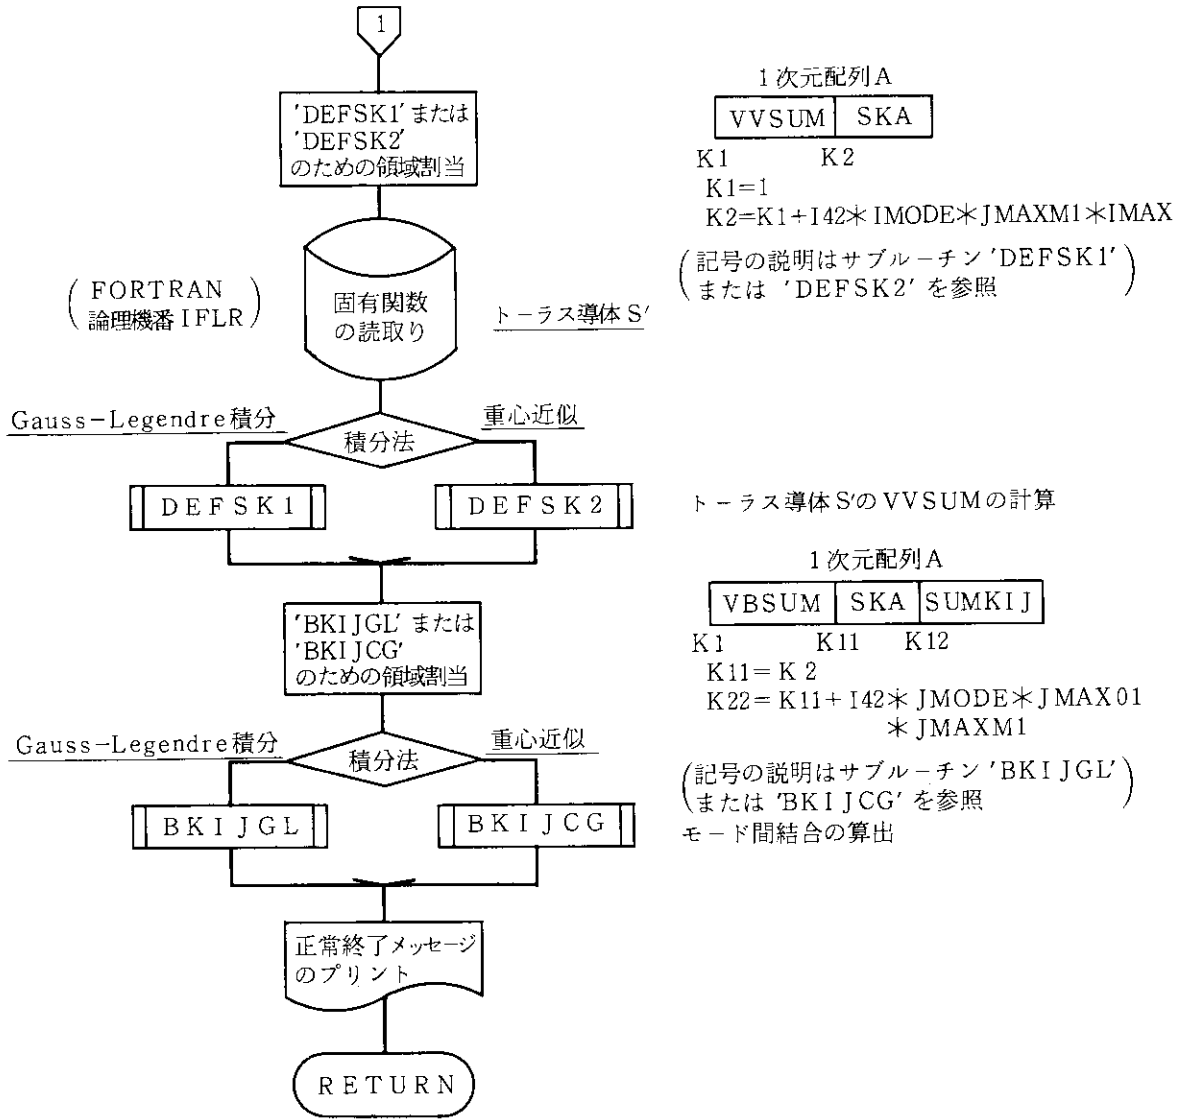 1
'DEFSK1' または
'DEFSK2'
のための領域割当
1次元配列A
VVSUM SKA
K1 K2
K1=1
K2=K1+I42*IMODE*JMAXM1*IMAX
(記号の説明はサブルーチン'DEFSK1'
または 'DEFSK2' を参照)
(FORTRAN
論理機番IFLR)
固有関数
の読取り
トーラス導体 S'
Gauss-Legendre積分
重心近似
積分法
DEFSK1
DEFSK2
トーラス導体S'のVVSUMの計算
1次元配列A
VBSUM SKA SUMKIJ
K1 K11 K12
K11=K2
K22=K11+I42*JMODE*JMAX01
*JMAXM1
'BKIJGL' または
'BKIJCG'
のための領域割当
Gauss-Legendre積分
重心近似
積分法
(記号の説明はサブルーチン'BKIJGL'
または 'BKIJCG' を参照)
BKIJGL
BKIJCG
モード間結合の算出
正常終了メッセージ
のプリント
RETURN